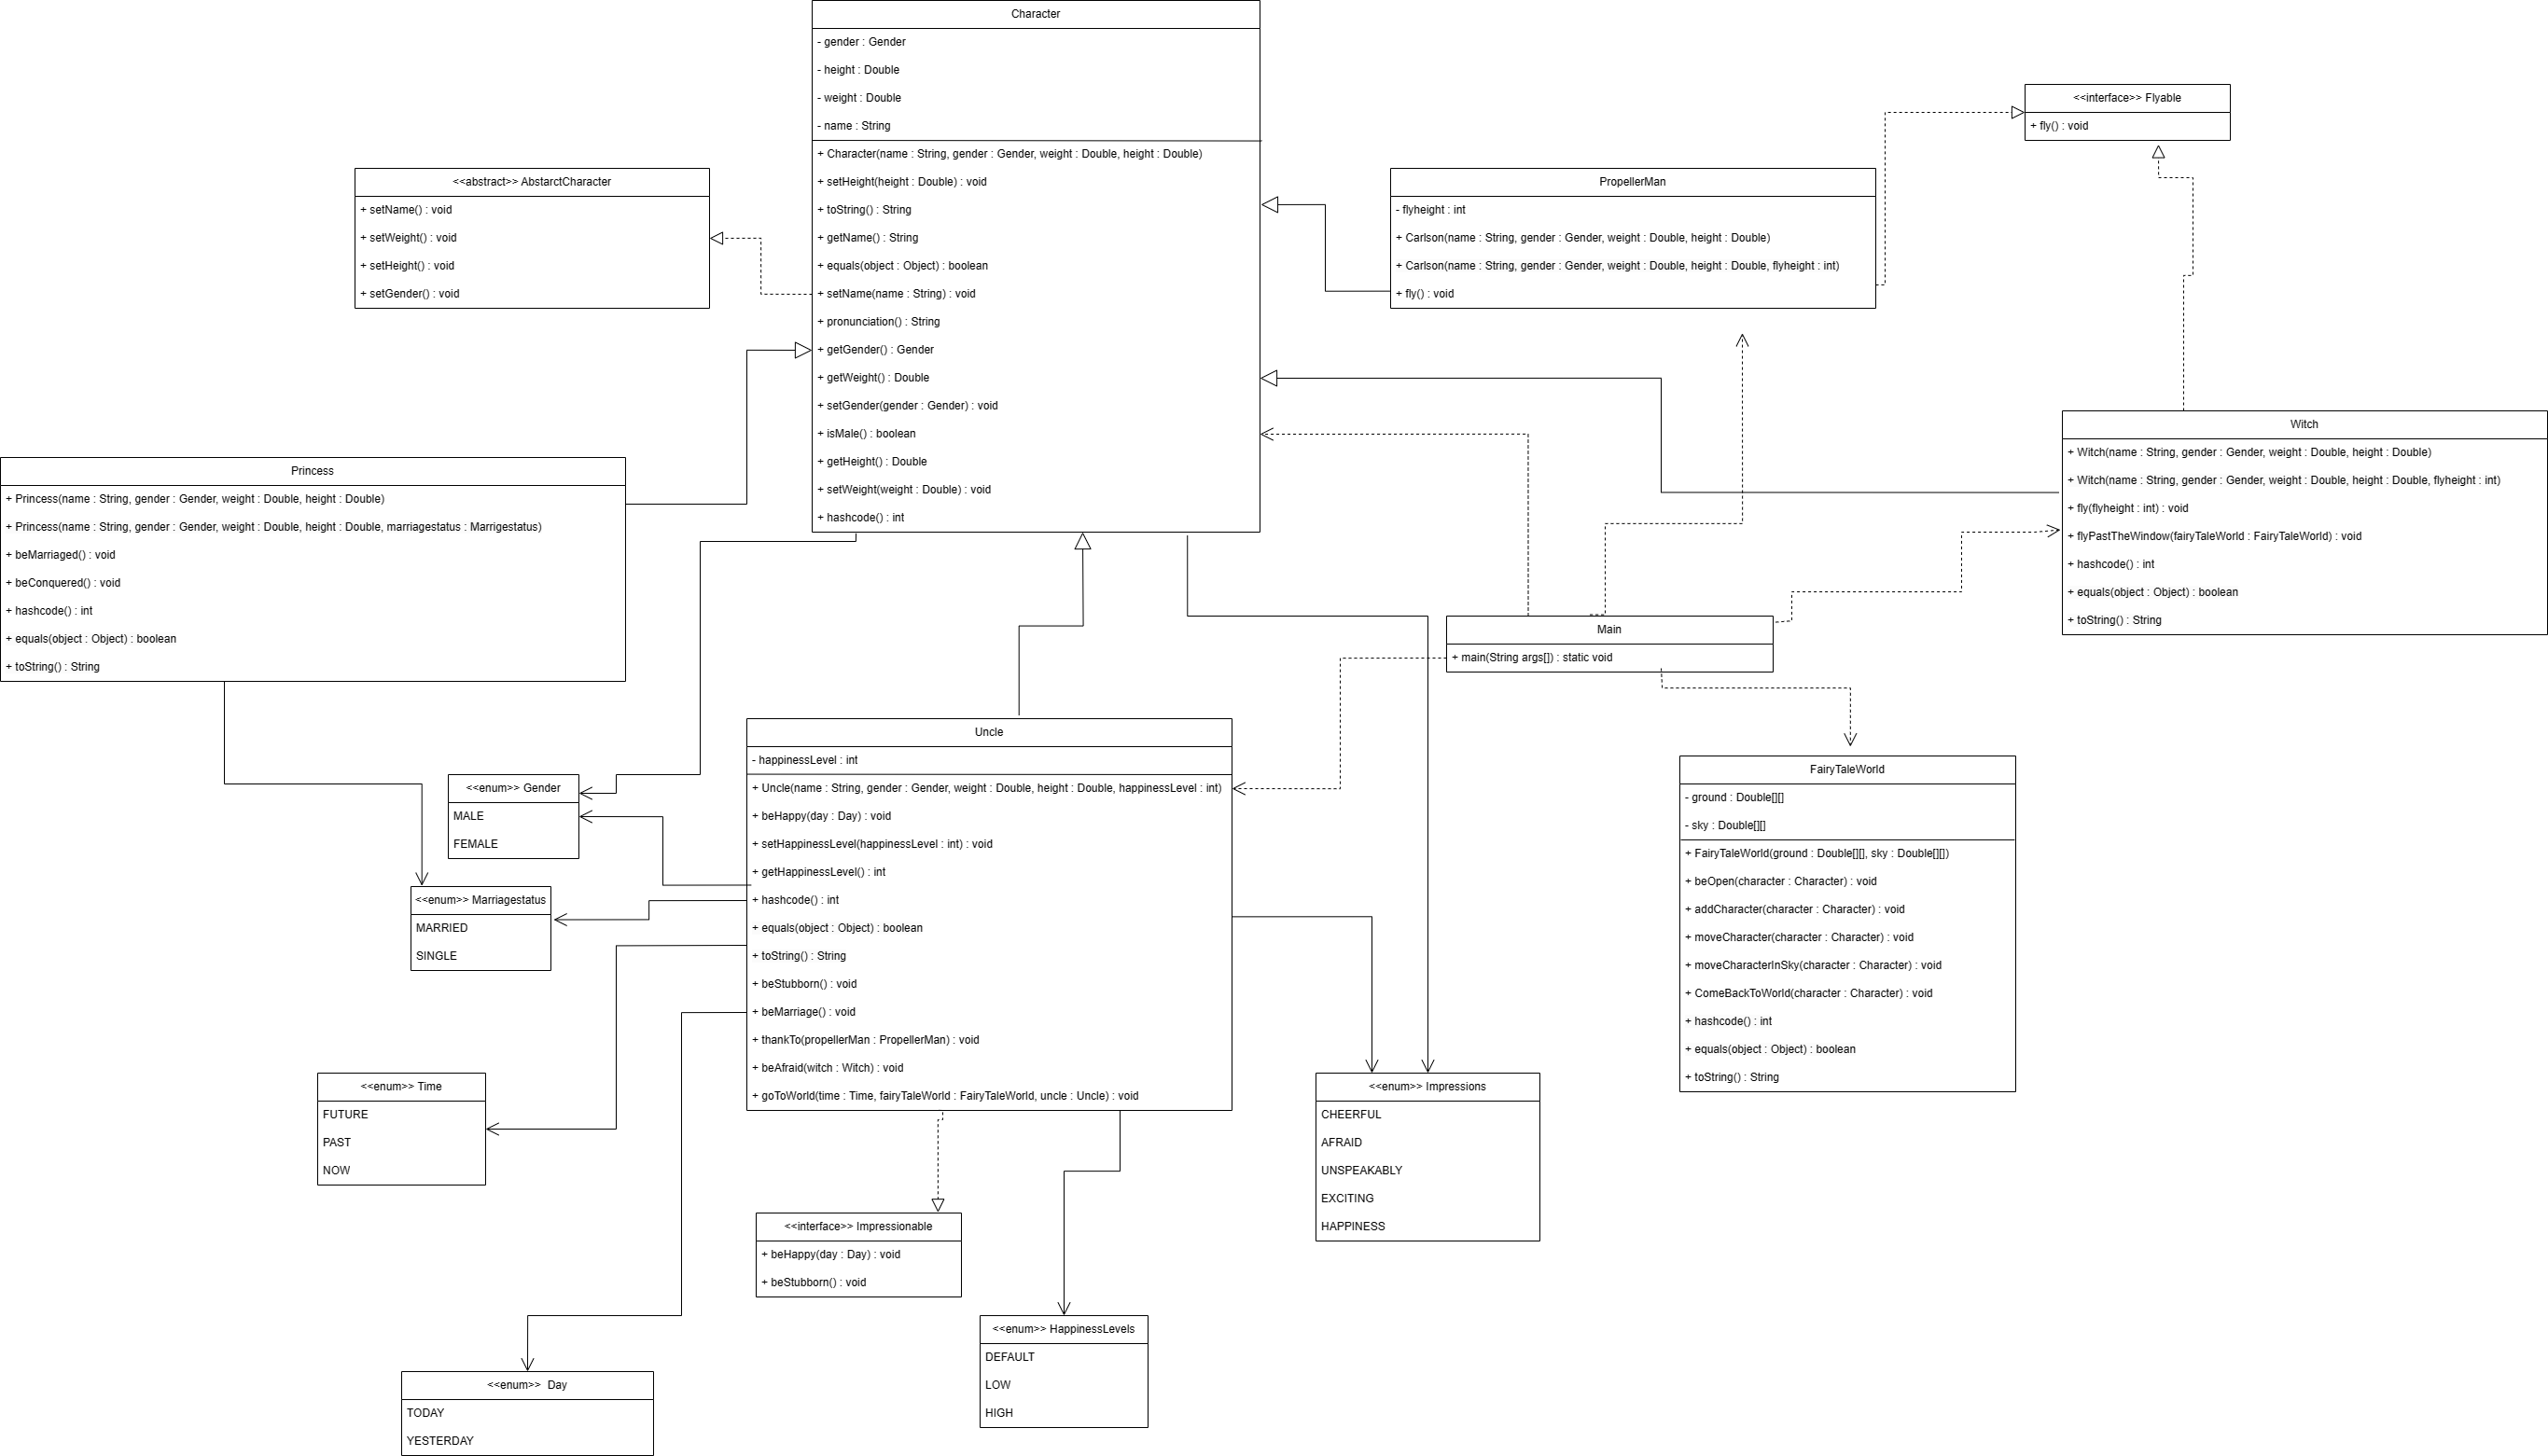 Character
- gender : Gender
- height : Double
- weight : Double
- name : String
+ Character(name : String, gender : Gender, weight : Double, height : Double)
+ setHeight(height : Double) : void
+ toString() : String
+ getName() : String
+ equals(object : Object) : boolean
+ setName(name : String) : void
+ pronunciation() : String
+ getGender() : Gender
+ getWeight() : Double
+ setGender(gender : Gender) : void
+ isMale() : boolean
+ getHeight() : Double
+ setWeight(weight : Double) : void
+ hashcode() : int
<<interface>> Flyable
+ fly() : void
<<abstract>> AbstarctCharacter
+ setName() : void
+ setWeight() : void
+ setHeight() : void
+ setGender() : void
PropellerMan
- flyheight : int
+ Carlson(name : String, gender : Gender, weight : Double, height : Double)
+ Carlson(name : String, gender : Gender, weight : Double, height : Double, flyheight : int)
+ fly() : void
Witch
+ Witch(name : String, gender : Gender, weight : Double, height : Double)
+ Witch(name : String, gender : Gender, weight : Double, height : Double, flyheight : int)
+ fly(flyheight : int) : void
+ flyPastTheWindow(fairyTaleWorld : FairyTaleWorld) : void
+ hashcode() : int
+ equals(object : Object) : boolean
+ toString() : String
Princess
+ Princess(name : String, gender : Gender, weight : Double, height : Double)
+ Princess(name : String, gender : Gender, weight : Double, height : Double, marriagestatus : Marrigestatus)
+ beMarriaged() : void
+ beConquered() : void
+ hashcode() : int
+ equals(object : Object) : boolean
+ toString() : String
Main
+ main(String args[]) : static void
Uncle
- happinessLevel : int
+ Uncle(name : String, gender : Gender, weight : Double, height : Double, happinessLevel : int)
+ beHappy(day : Day) : void
+ setHappinessLevel(happinessLevel : int) : void
+ getHappinessLevel() : int
+ hashcode() : int
+ equals(object : Object) : boolean
+ toString() : String
+ beStubborn() : void
+ beMarriage() : void
+ thankTo(propellerMan : PropellerMan) : void
+ beAfraid(witch : Witch) : void
+ goToWorld(time : Time, fairyTaleWorld : FairyTaleWorld, uncle : Uncle) : void
FairyTaleWorld
- ground : Double[][]
- sky : Double[][]
+ FairyTaleWorld(ground : Double[][], sky : Double[][])
+ beOpen(character : Character) : void
+ addCharacter(character : Character) : void
+ moveCharacter(character : Character) : void
+ moveCharacterInSky(character : Character) : void
+ ComeBackToWorld(character : Character) : void
+ hashcode() : int
+ equals(object : Object) : boolean
+ toString() : String
<<enum>> Gender
MALE
FEMALE
<<enum>> Marriagestatus
MARRIED
SINGLE
<<enum>> Time
FUTURE
PAST
NOW
<<enum>> Impressions
CHEERFUL
AFRAID
UNSPEAKABLY
EXCITING
HAPPINESS
<<interface>> Impressionable
+ beHappy(day : Day) : void
+ beStubborn() : void
<<enum>> HappinessLevels
DEFAULT
LOW
HIGH
<<enum>> Day
TODAY
YESTERDAY